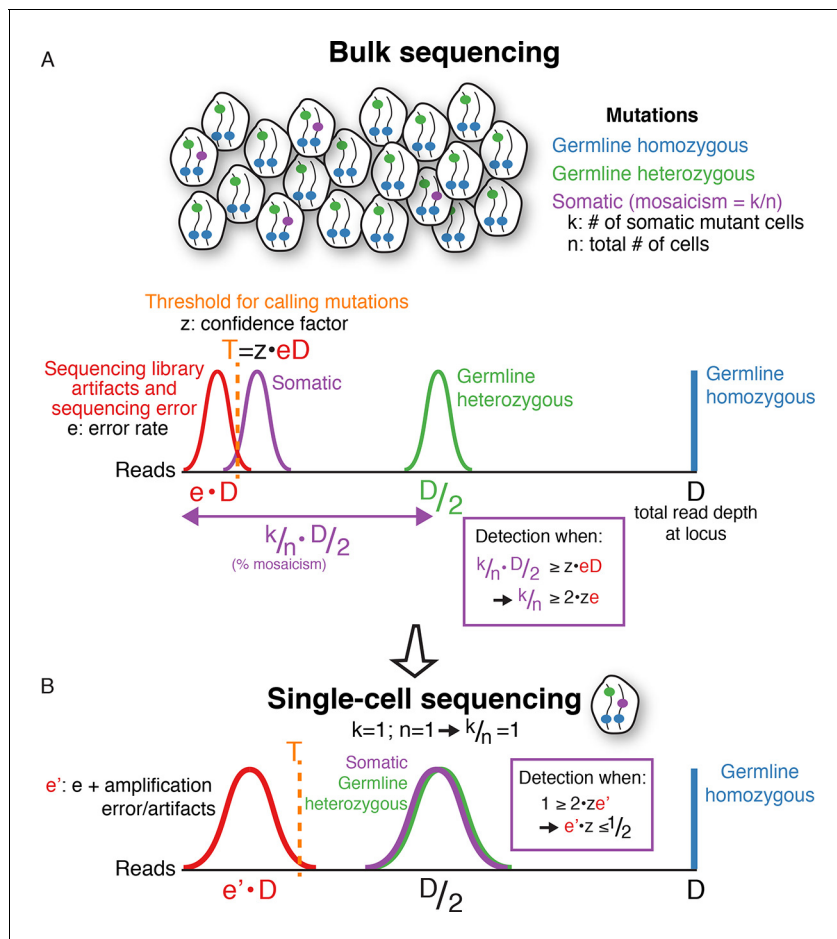 A
Bulk sequencing
Mutations
Germline homozygous
Germline heterozygous
Somatic (mosaicism = k/n)
k: # of somatic mutant cells
n: total # of cells
Threshold for calling mutations
z: confidence factor
T=z•eD
Sequencing library
artifacts and
sequencing error
e: error rate
Somatic
Germline
heterozygous
Germline
homozygous
Reads
e•D
D/2
D
total read depth
at locus
k/n•D/2
(% mosaicism)
Detection when:
k/n•D/2 ≥ z•eD
➔ k/n ≥ 2•ze
B
Single-cell sequencing
k=1; n=1 ➔ k/n =1
T
e’: e + amplification
error/artifacts
Somatic
Germline
heterozygous
Detection when:
1 ≥ 2•ze’
➔ e’•z ≤1/2
Germline
homozygous
Reads
e’•D
D/2
D